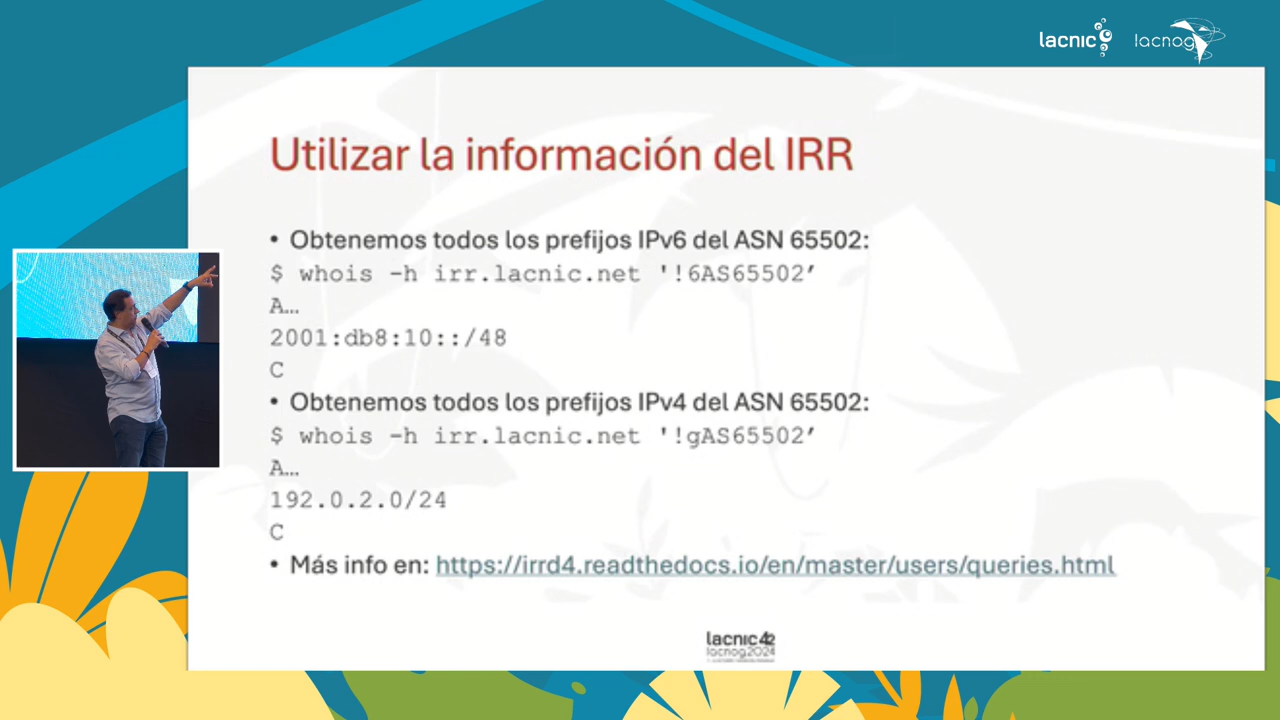 lacnic
lacnog
Utilizar la información del IRR
• Obtenemos todos los prefijos IPv6 del ASN 65502:
$ whois -h irr.lacnic.net '!6AS65502’
A…
2001:db8:10::/48
C
• Obtenemos todos los prefijos IPv4 del ASN 65502:
$ whois -h irr.lacnic.net '!gAS65502’
A…
192.0.2.0/24
C
• Más info en: https://irrd4.readthedocs.io/en/master/users/queries.html
lacnic42
lacnog2024